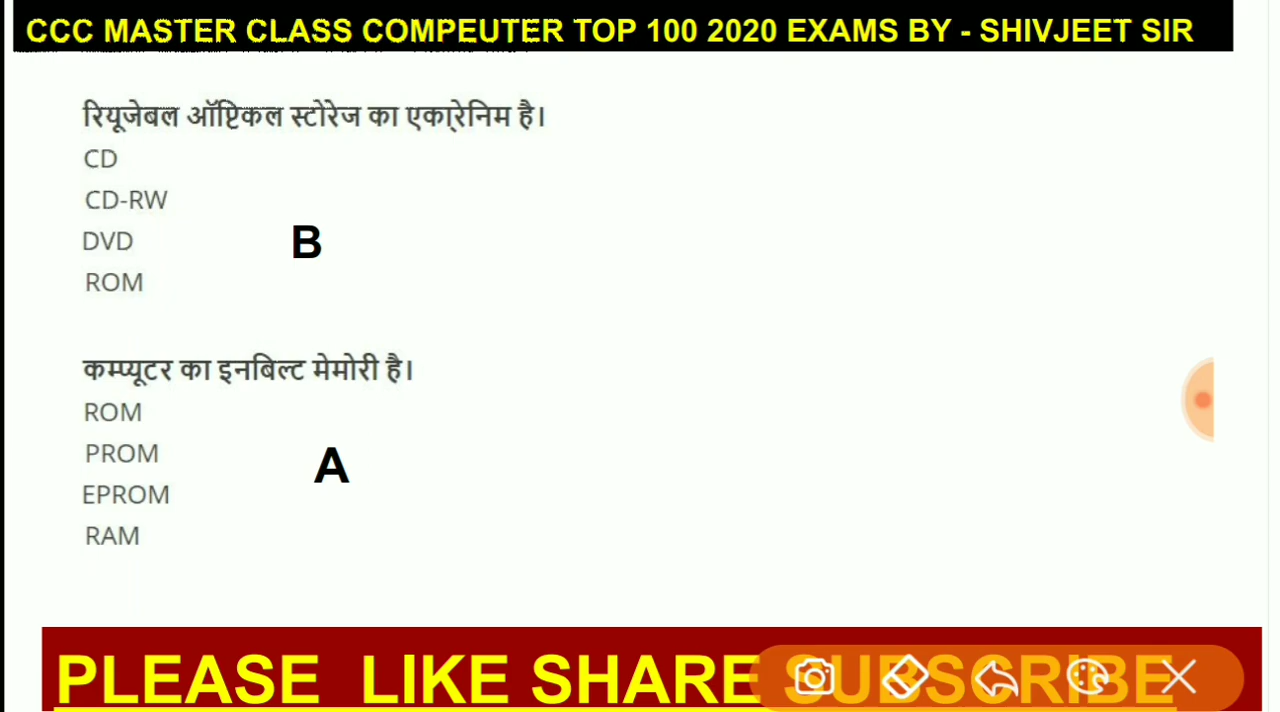 CCC MASTER CLASS COMPEUTER TOP 100 2020 EXAMS BY - SHIVJEET SIR
रियूजेबल ऑप्टिकल स्टोरेज का एका्रेनिम है।
CD
CD-RW
DVD
B
ROM
कम्प्यूटर का इनबिल्ट मेमोरी है।
ROM
PROM
A
EPROM
RAM
PLEASE LIKE SHARE SUBSCRIBE